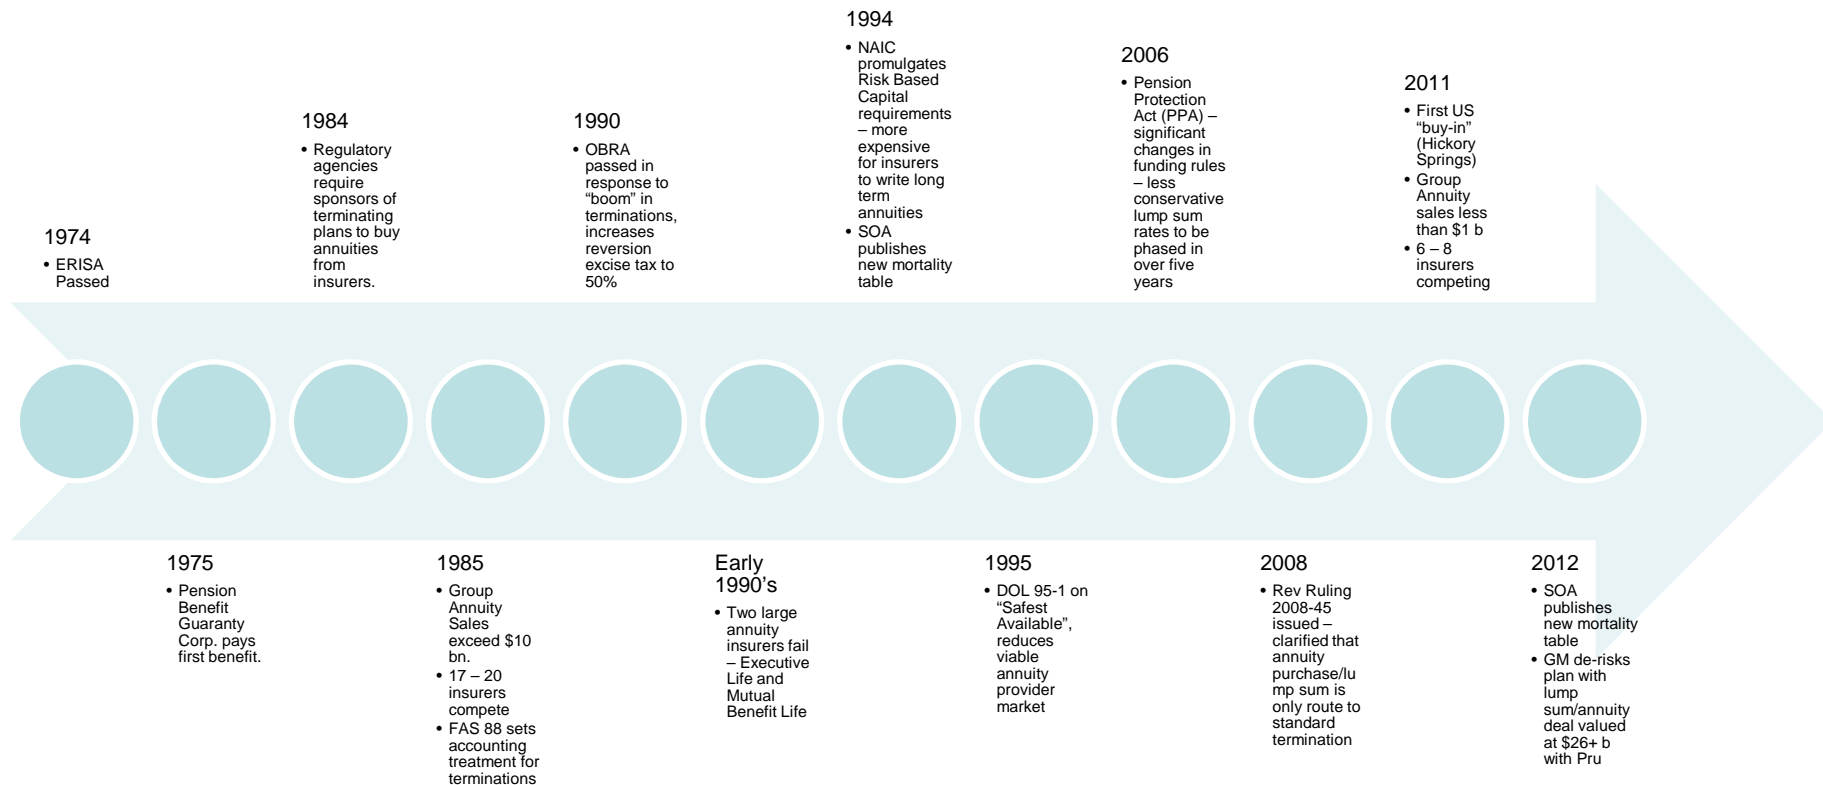 1974
• ERISA
Passed
1975
• Pension
Benefit
Guaranty
Corp. pays
first benefit.
1984
• Regulatory
agencies
require
sponsors of
terminating
plans to buy
annuities
from
insurers.
1985
• Group
Annuity
Sales
exceed $10
bn.
• 17 – 20
insurers
compete
• FAS 88 sets
accounting
treatment for
terminations
1990
• OBRA
passed in
response to
“boom” in
terminations,
increases
reversion
excise tax to
50%
Early
1990’s
• Two large
annuity
insurers fail
– Executive
Life and
Mutual
Benefit Life
1994
• NAIC
promulgates
Risk Based
Capital
requirements
– more
expensive
for insurers
to write long
term
annuities
• SOA
publishes
new mortality
table
1995
• DOL 95-1 on
“Safest
Available”,
reduces
viable
annuity
provider
market
2006
• Pension
Protection
Act (PPA) –
significant
changes in
funding rules
– less
conservative
lump sum
rates to be
phased in
over five
years
2008
• Rev Ruling
2008-45
issued –
clarified that
annuity
purchase/lu
mp sum is
only route to
standard
termination
2011
• First US
“buy-in”
(Hickory
Springs)
• Group
Annuity
sales less
than $1 b
• 6 – 8
insurers
competing
2012
• SOA
publishes
new mortality
table
• GM de-risks
plan with
lump
sum/annuity
deal valued
at $26+ b
with Pru